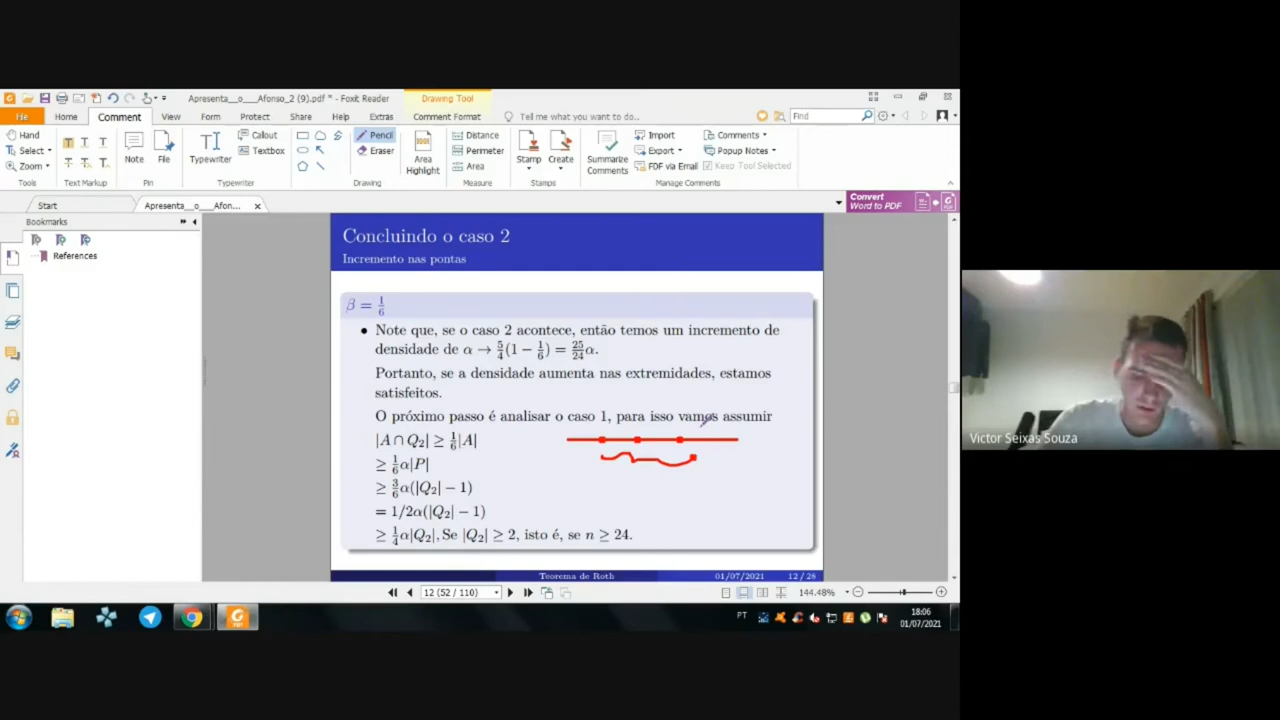 Apresenta__o___Afonso_2 (9).pdf * - Foxit Reader
Drawing Tool
File Home Comment View Form Protect Share Help Extras Comment Format Tell me what you want to do.. Find
Hand
Select
Zoom
Tools
Text Markup
Note File
Pin
Typewriter
Callout
Textbox
Typewriter
Pencil
Eraser
Drawing
Area Highlight
Distance
Perimeter
Area
Measure
Stamp Create
Stamps
Summarize Comments
Import
Export
FDF via Email
Comments
Popup Notes
Keep Tool Selected
Manage Comments
Start
Apresenta__o___Afon...
Convert Word to PDF
Bookmarks
References
Concluindo o caso 2
Incremento nas pontas
β = 1/6
• Note que, se o caso 2 acontece, então temos um incremento de
densidade de α → 5/4(1 − 1/6) = 25/24α.
Portanto, se a densidade aumenta nas extremidades, estamos
satisfeitos.
O próximo passo é analisar o caso 1, para isso vamos assumir
|A ∩ Q₂| ≥ 1/6|A|
≥ 1/6α|P|
≥ 3/6α(|Q₂| − 1)
= 1/2α(|Q₂| − 1)
≥ 1/4α|Q₂|, Se |Q₂| ≥ 2, isto é, se n ≥ 24.
Teorema de Roth 01/07/2021 12 / 28
12 (52 / 110)
144.48%
PT
18:06
01/07/2021
Victor Seixas Souza